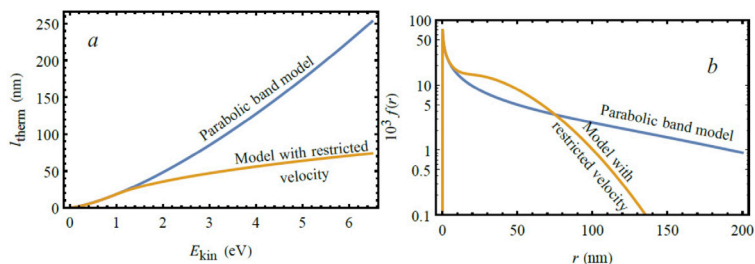 a
250
200
150
100
50
0
l_therm (nm)
Parabolic band model
Model with restricted
velocity
0 1 2 3 4 5 6
E_kin (eV)
b
100
50
10
5
1
0.5
0.1
10^3 f(r)
Parabolic band model
Model with
restricted velocity
0 50 100 150 200
r (nm)